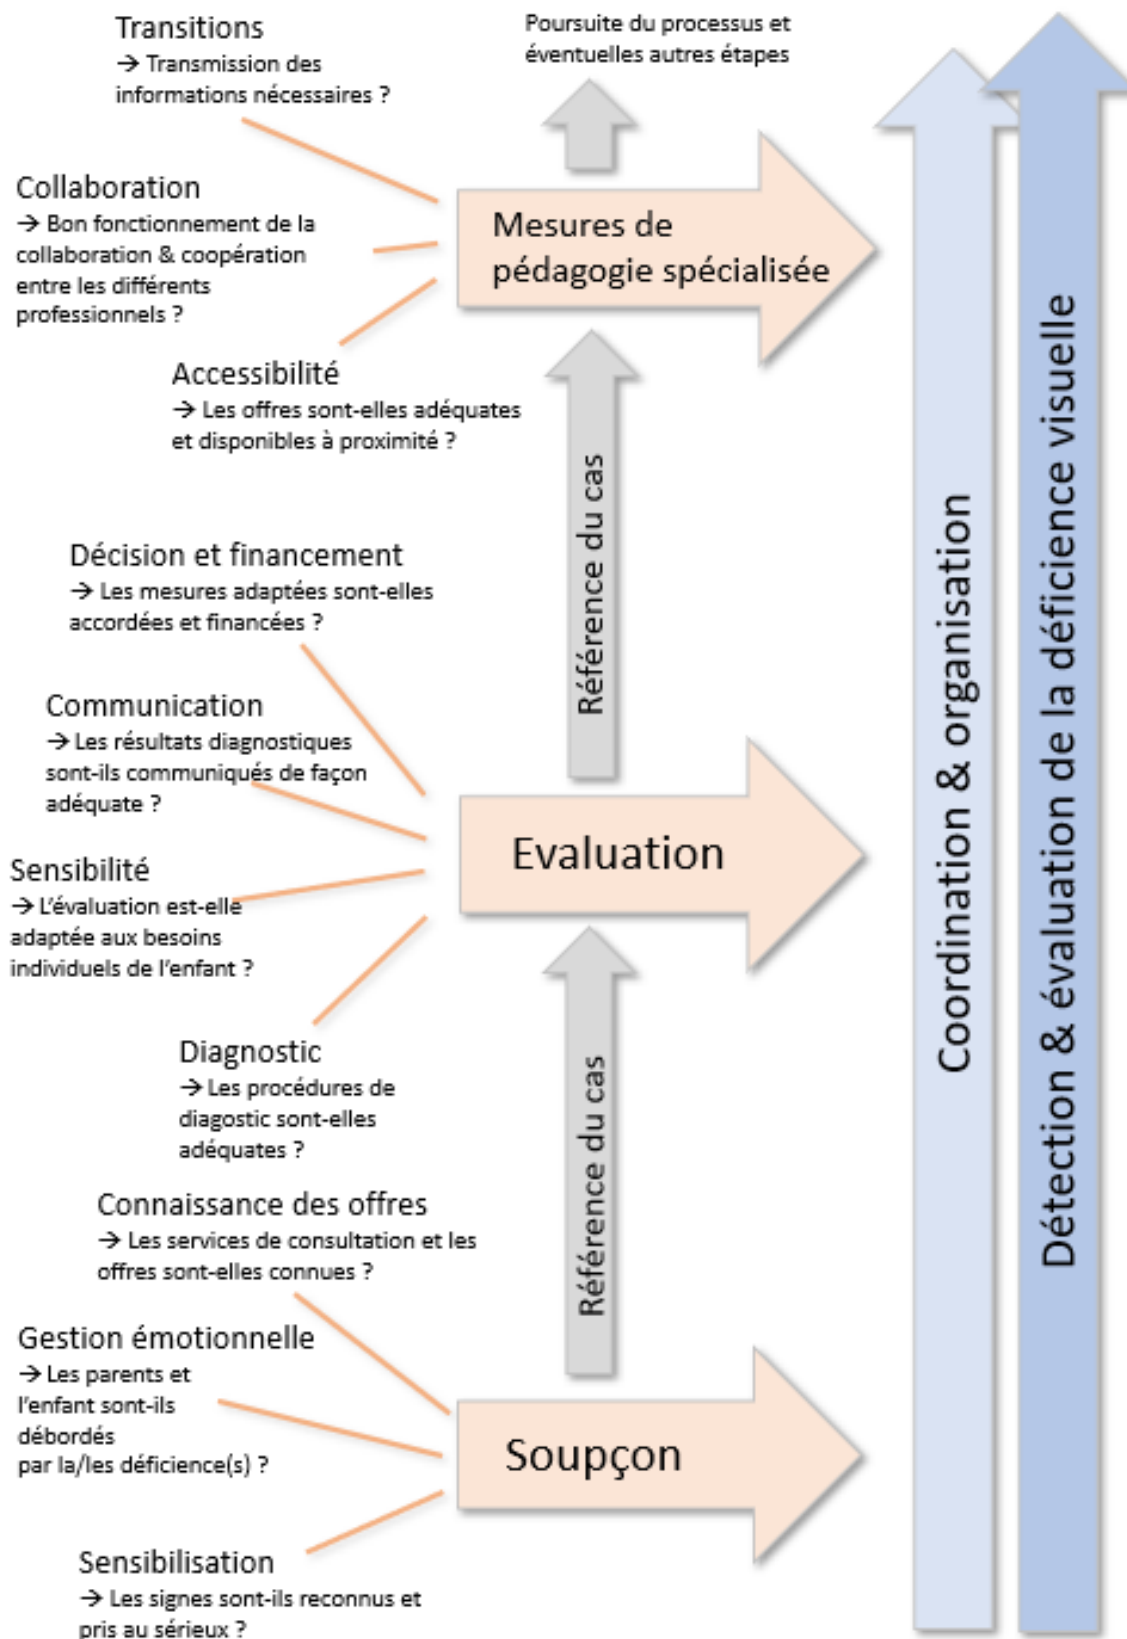 Transitions
→ Transmission des
informations nécessaires ?
Poursuite du processus et
éventuelles autres étapes
Collaboration
→ Bon fonctionnement de la
collaboration & coopération
entre les différents
professionnels ?
Mesures de
pédagogie spécialisée
Accessibilité
→ Les offres sont-elles adéquates
et disponibles à proximité ?
Référence du cas
Décision et financement
→ Les mesures adaptées sont-elles
accordées et financées ?
Communication
→ Les résultats diagnostiques
sont-ils communiqués de façon
adéquate ?
Evaluation
Sensibilité
→ L’évaluation est-elle
adaptée aux besoins
individuels de l’enfant ?
Diagnostic
→ Les procédures de
diagostic sont-elles
adéquates ?
Référence du cas
Connaissance des offres
→ Les services de consultation et les
offres sont-elles connues ?
Gestion émotionnelle
→ Les parents et
l’enfant sont-ils
débordés
par la/les déficience(s) ?
Soupçon
Sensibilisation
→ Les signes sont-ils reconnus et
pris au sérieux ?
Coordination & organisation
Détection & évaluation de la déficience visuelle